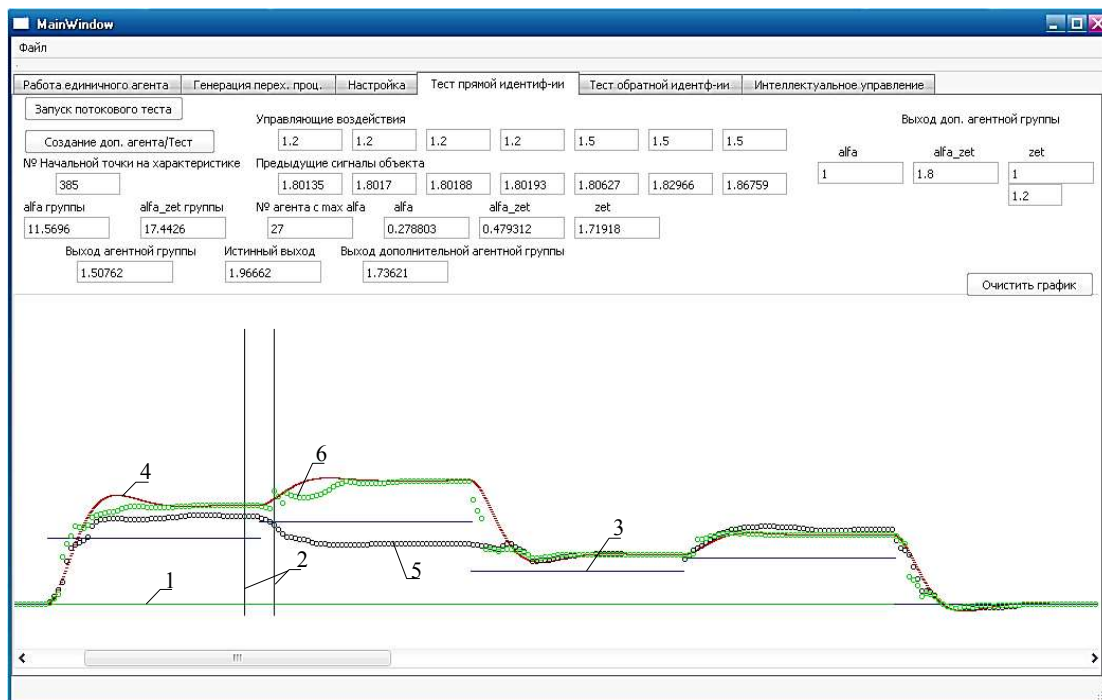 MainWindow
Файл
Работа единичного агента Генерация перех. проц. Настройка Тест прямой идентиф-ии Тест обратной идентф-ии Интеллектуальное управление
Запуск потокового теста
Управляющие воздействия Выход доп. агентной группы
Создание доп. агента/Тест 1.2 1.2 1.2 1.2 1.5 1.5 1.5
alfa alfa_zet zet
№ Начальной точки на характеристике Предыдущие сигналы объекта
1 1.8 1
385 1.80135 1.8017 1.80188 1.80193 1.80627 1.82966 1.86759
1.2
alfa группы alfa_zet группы № агента с max alfa alfa alfa_zet zet
11.5696 17.4426 27 0.278803 0.479312 1.71918
Выход агентной группы Истинный выход Выход дополнительной агентной группы
1.50762 1.96662 1.73621
Очистить график
4
6
3
2
5
1